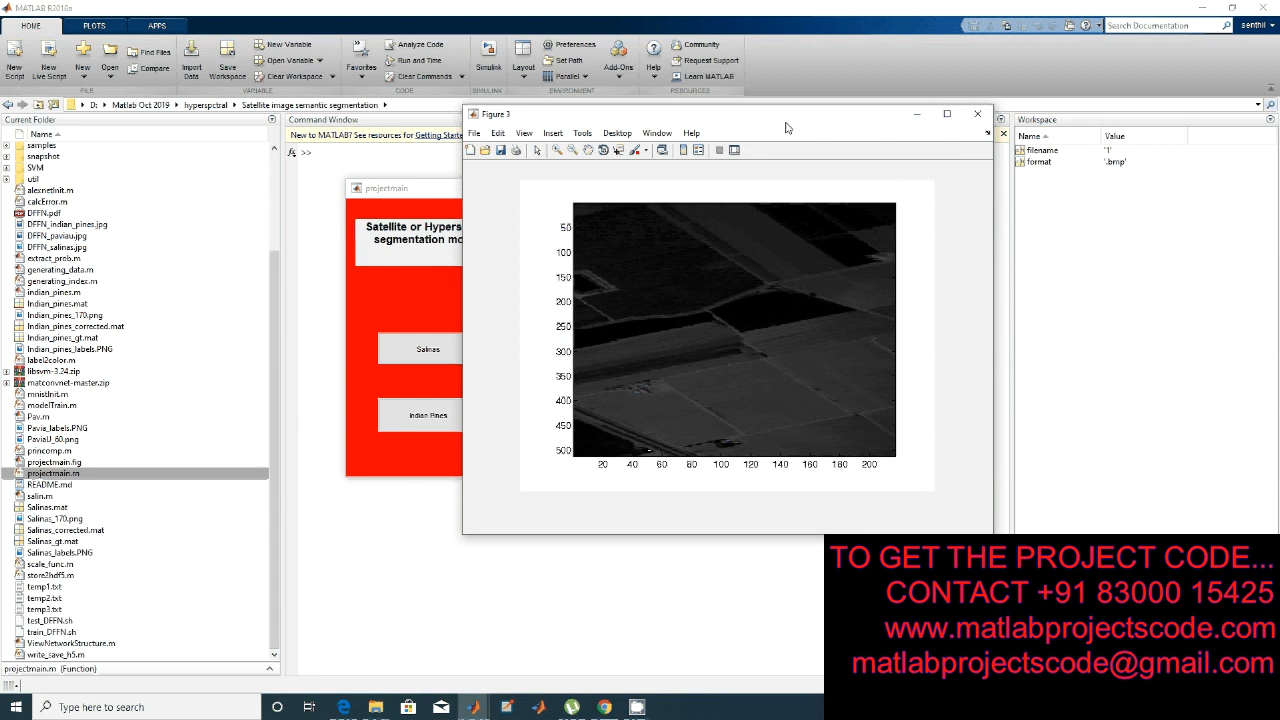 MATLAB R2018a
HOME
PLOTS
APPS
Search Documentation
senthil
New Script
New Live Script
New
Open
Find Files
Compare
Import Data
Save Workspace
New Variable
Open Variable
Clear Workspace
Favorites
Analyze Code
Run and Time
Clear Commands
Simulink
Layout
Preferences
Set Path
Parallel
Add-Ons
Help
Community
Request Support
Learn MATLAB
FILE
VARIABLE
CODE
SIMULINK
ENVIRONMENT
RESOURCES
D:
Matlab Oct 2019
hyperspctral
Satellite image semantic segmentation
Current Folder
Name
samples
snapshot
SVM
util
alexnetInit.m
calcError.m
DFFN.pdf
DFFN_indian_pines.jpg
DFFN_paviau.jpg
DFFN_salinas.jpg
extract_prob.m
generating_data.m
generating_index.m
indian_pines.m
Indian_pines.mat
Indian_pines_170.png
Indian_pines_corrected.mat
Indian_pines_gt.mat
Indian_pines_labels.PNG
label2color.m
libsvm-3.24.zip
matconvnet-master.zip
mnistInit.m
modelTrain.m
Pav.m
Pavia_labels.PNG
PaviaU_60.png
princomp.m
projectmain.fig
projectmain.m
README.md
salin.m
Salinas.mat
Salinas_170.png
Salinas_corrected.mat
Salinas_gt.mat
Salinas_labels.PNG
scale_func.m
store2hdf5.m
temp1.txt
temp2.txt
temp3.txt
test_DFFN.sh
train_DFFN.sh
ViewNetworkStructure.m
write_save_h5.m
projectmain.m (Function)
Command Window
New to MATLAB? See resources for Getting Starte
fx >>
projectmain
Satellite or Hypers
segmentation mo
Salinas
Indian Pines
Figure 3
File Edit View Insert Tools Desktop Window Help
50
100
150
200
250
300
350
400
450
500
20 40 60 80 100 120 140 160 180 200
Workspace
Name Value
filename '1'
format '.bmp'
TO GET THE PROJECT CODE...
CONTACT +91 83000 15425
www.matlabprojectscode.com
matlabprojectscode@gmail.com
Type here to search